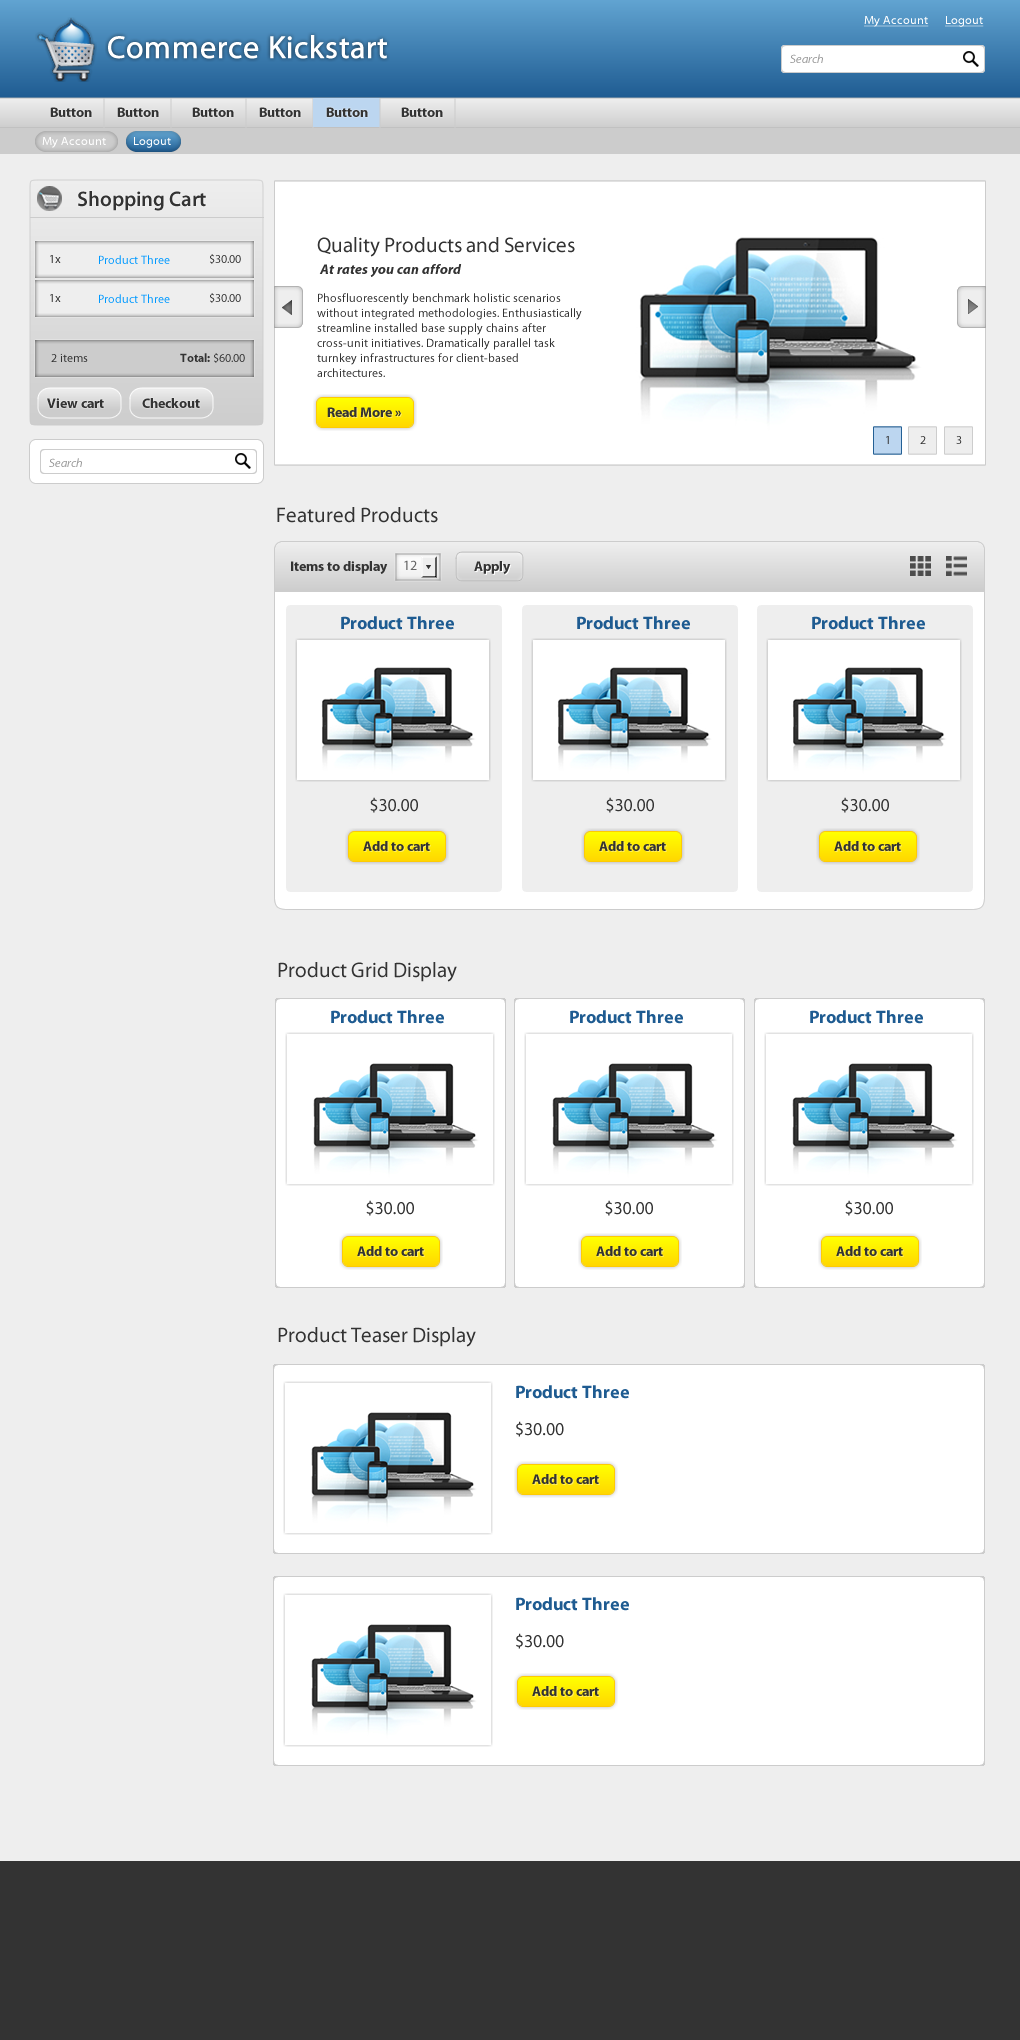 My Account Logout
Commerce Kickstart
Search
Button Button Button Button Button Button
My Account Logout
Shopping Cart
1x Product Three $30.00
1x Product Three $30.00
2 items Total: $60.00
View cart Checkout
Search
Quality Products and Services
At rates you can afford
Phosfluorescently benchmark holistic scenarios
without integrated methodologies. Enthusiastically
streamline installed base supply chains after
cross-unit initiatives. Dramatically parallel task
turnkey infrastructures for client-based
architectures.
Read More »
1 2 3
Featured Products
Items to display 12 Apply
Product Three Product Three Product Three
$30.00 $30.00 $30.00
Add to cart Add to cart Add to cart
Product Grid Display
Product Three Product Three Product Three
$30.00 $30.00 $30.00
Add to cart Add to cart Add to cart
Product Teaser Display
Product Three
$30.00
Add to cart
Product Three
$30.00
Add to cart